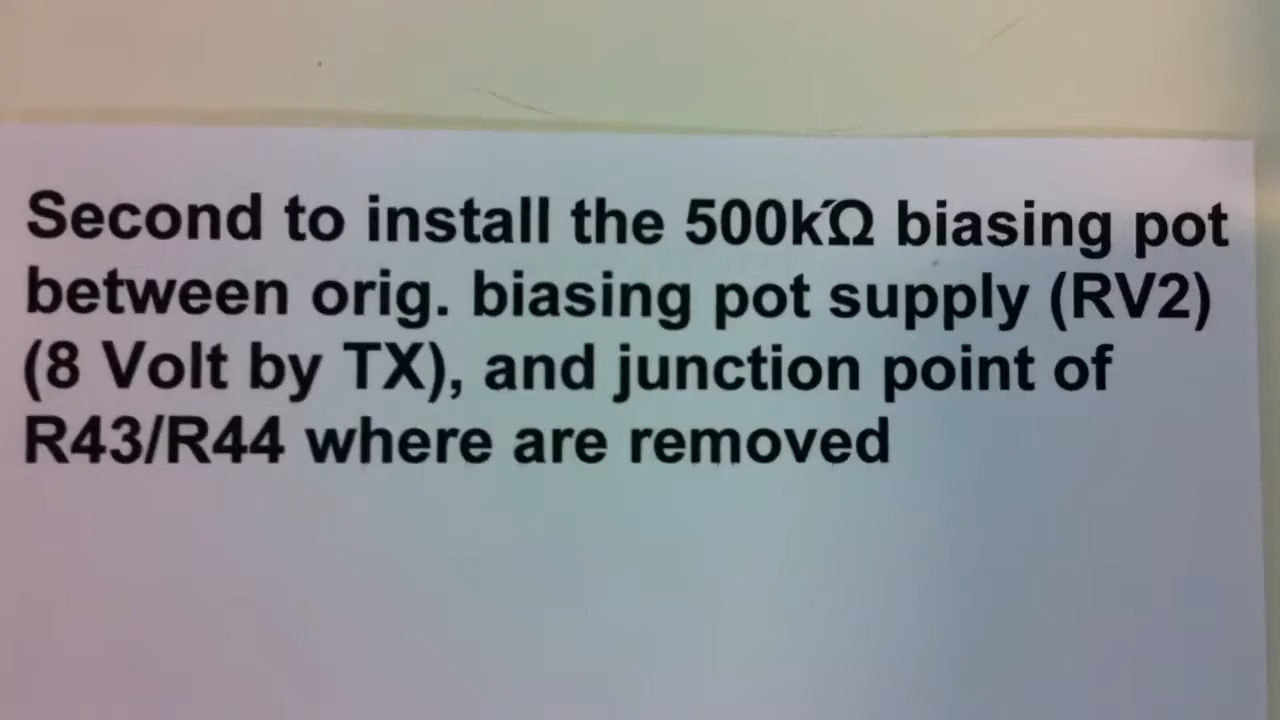 Second to install the 500kΩ biasing pot
between orig. biasing pot supply (RV2)
(8 Volt by TX), and junction point of
R43/R44 where are removed